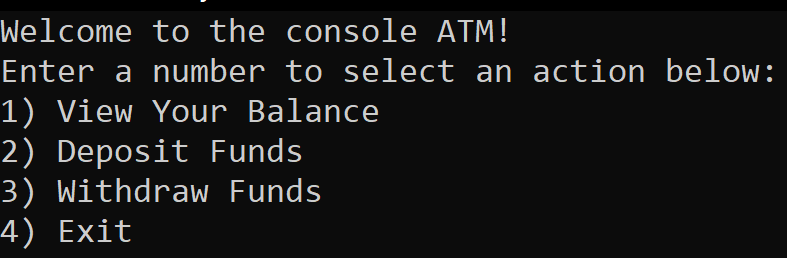 Welcome to the console ATM!
Enter a number to select an action below:
1) View Your Balance
2) Deposit Funds
3) Withdraw Funds
4) Exit